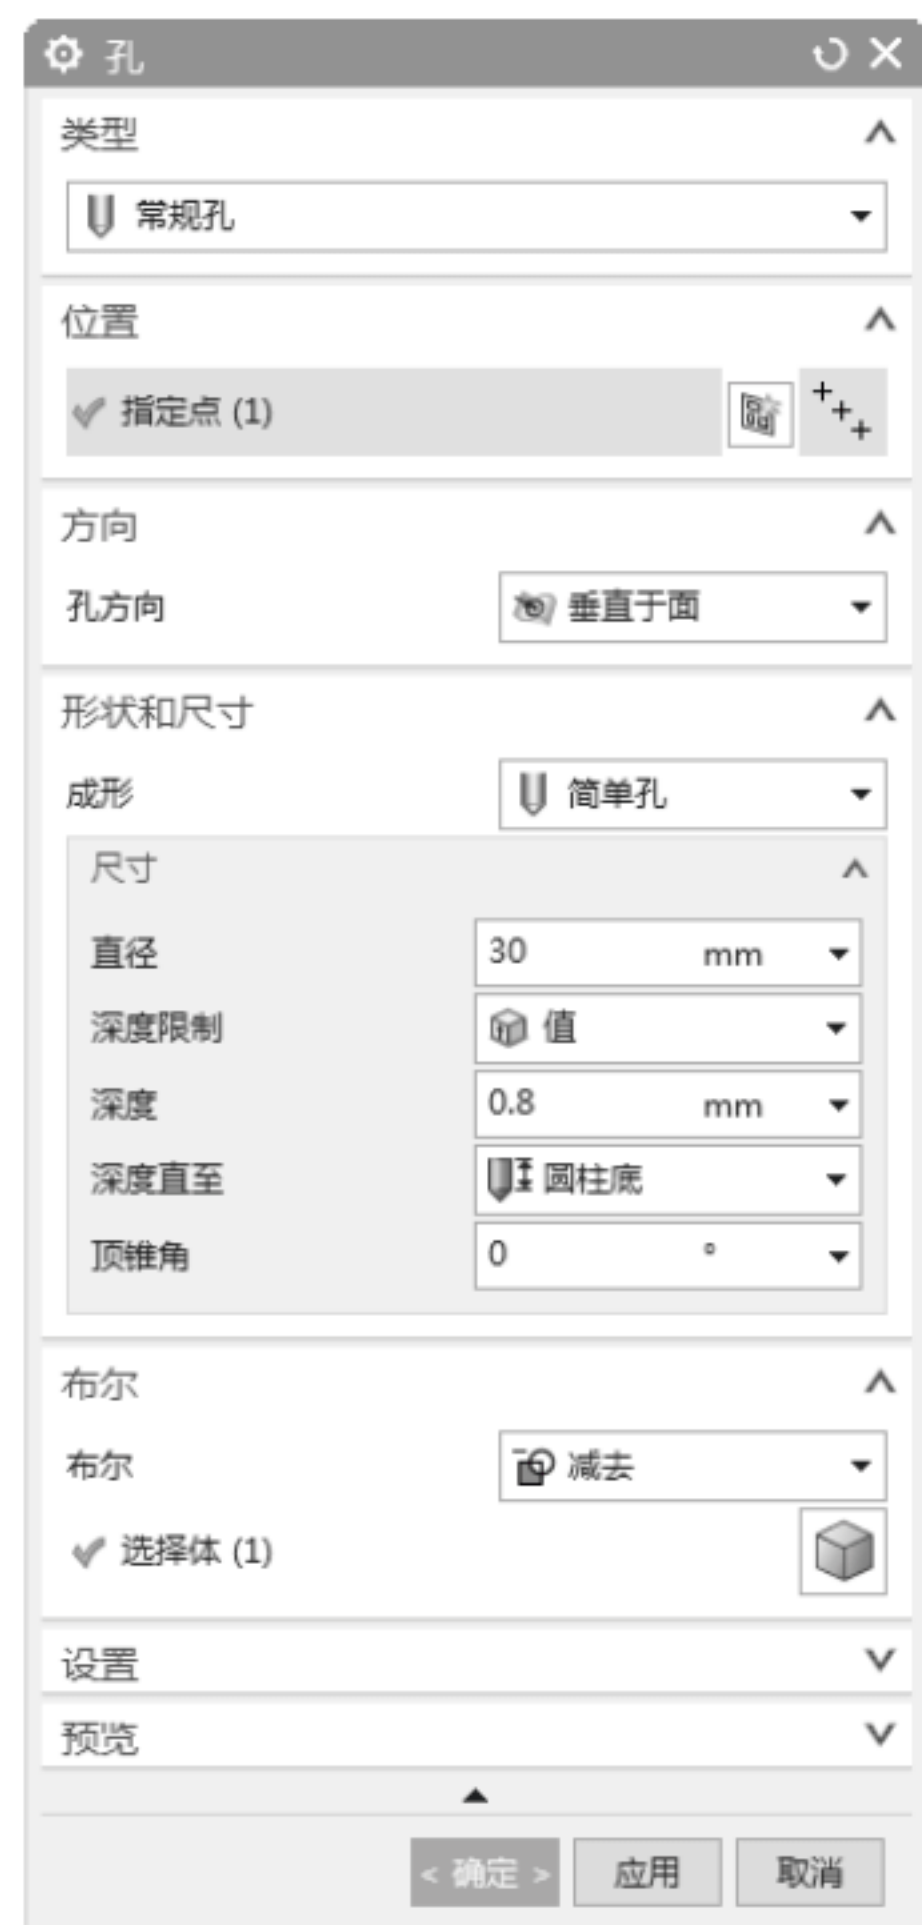 孔
类型
常规孔
位置
指定点 (1)
方向
孔方向 垂直于面
形状和尺寸
成形 简单孔
尺寸
直径 30 mm
深度限制 值
深度 0.8 mm
深度直至 圆柱底
顶锥角 0 °
布尔
布尔 减去
选择体 (1)
设置
预览
< 确定 > 应用 取消